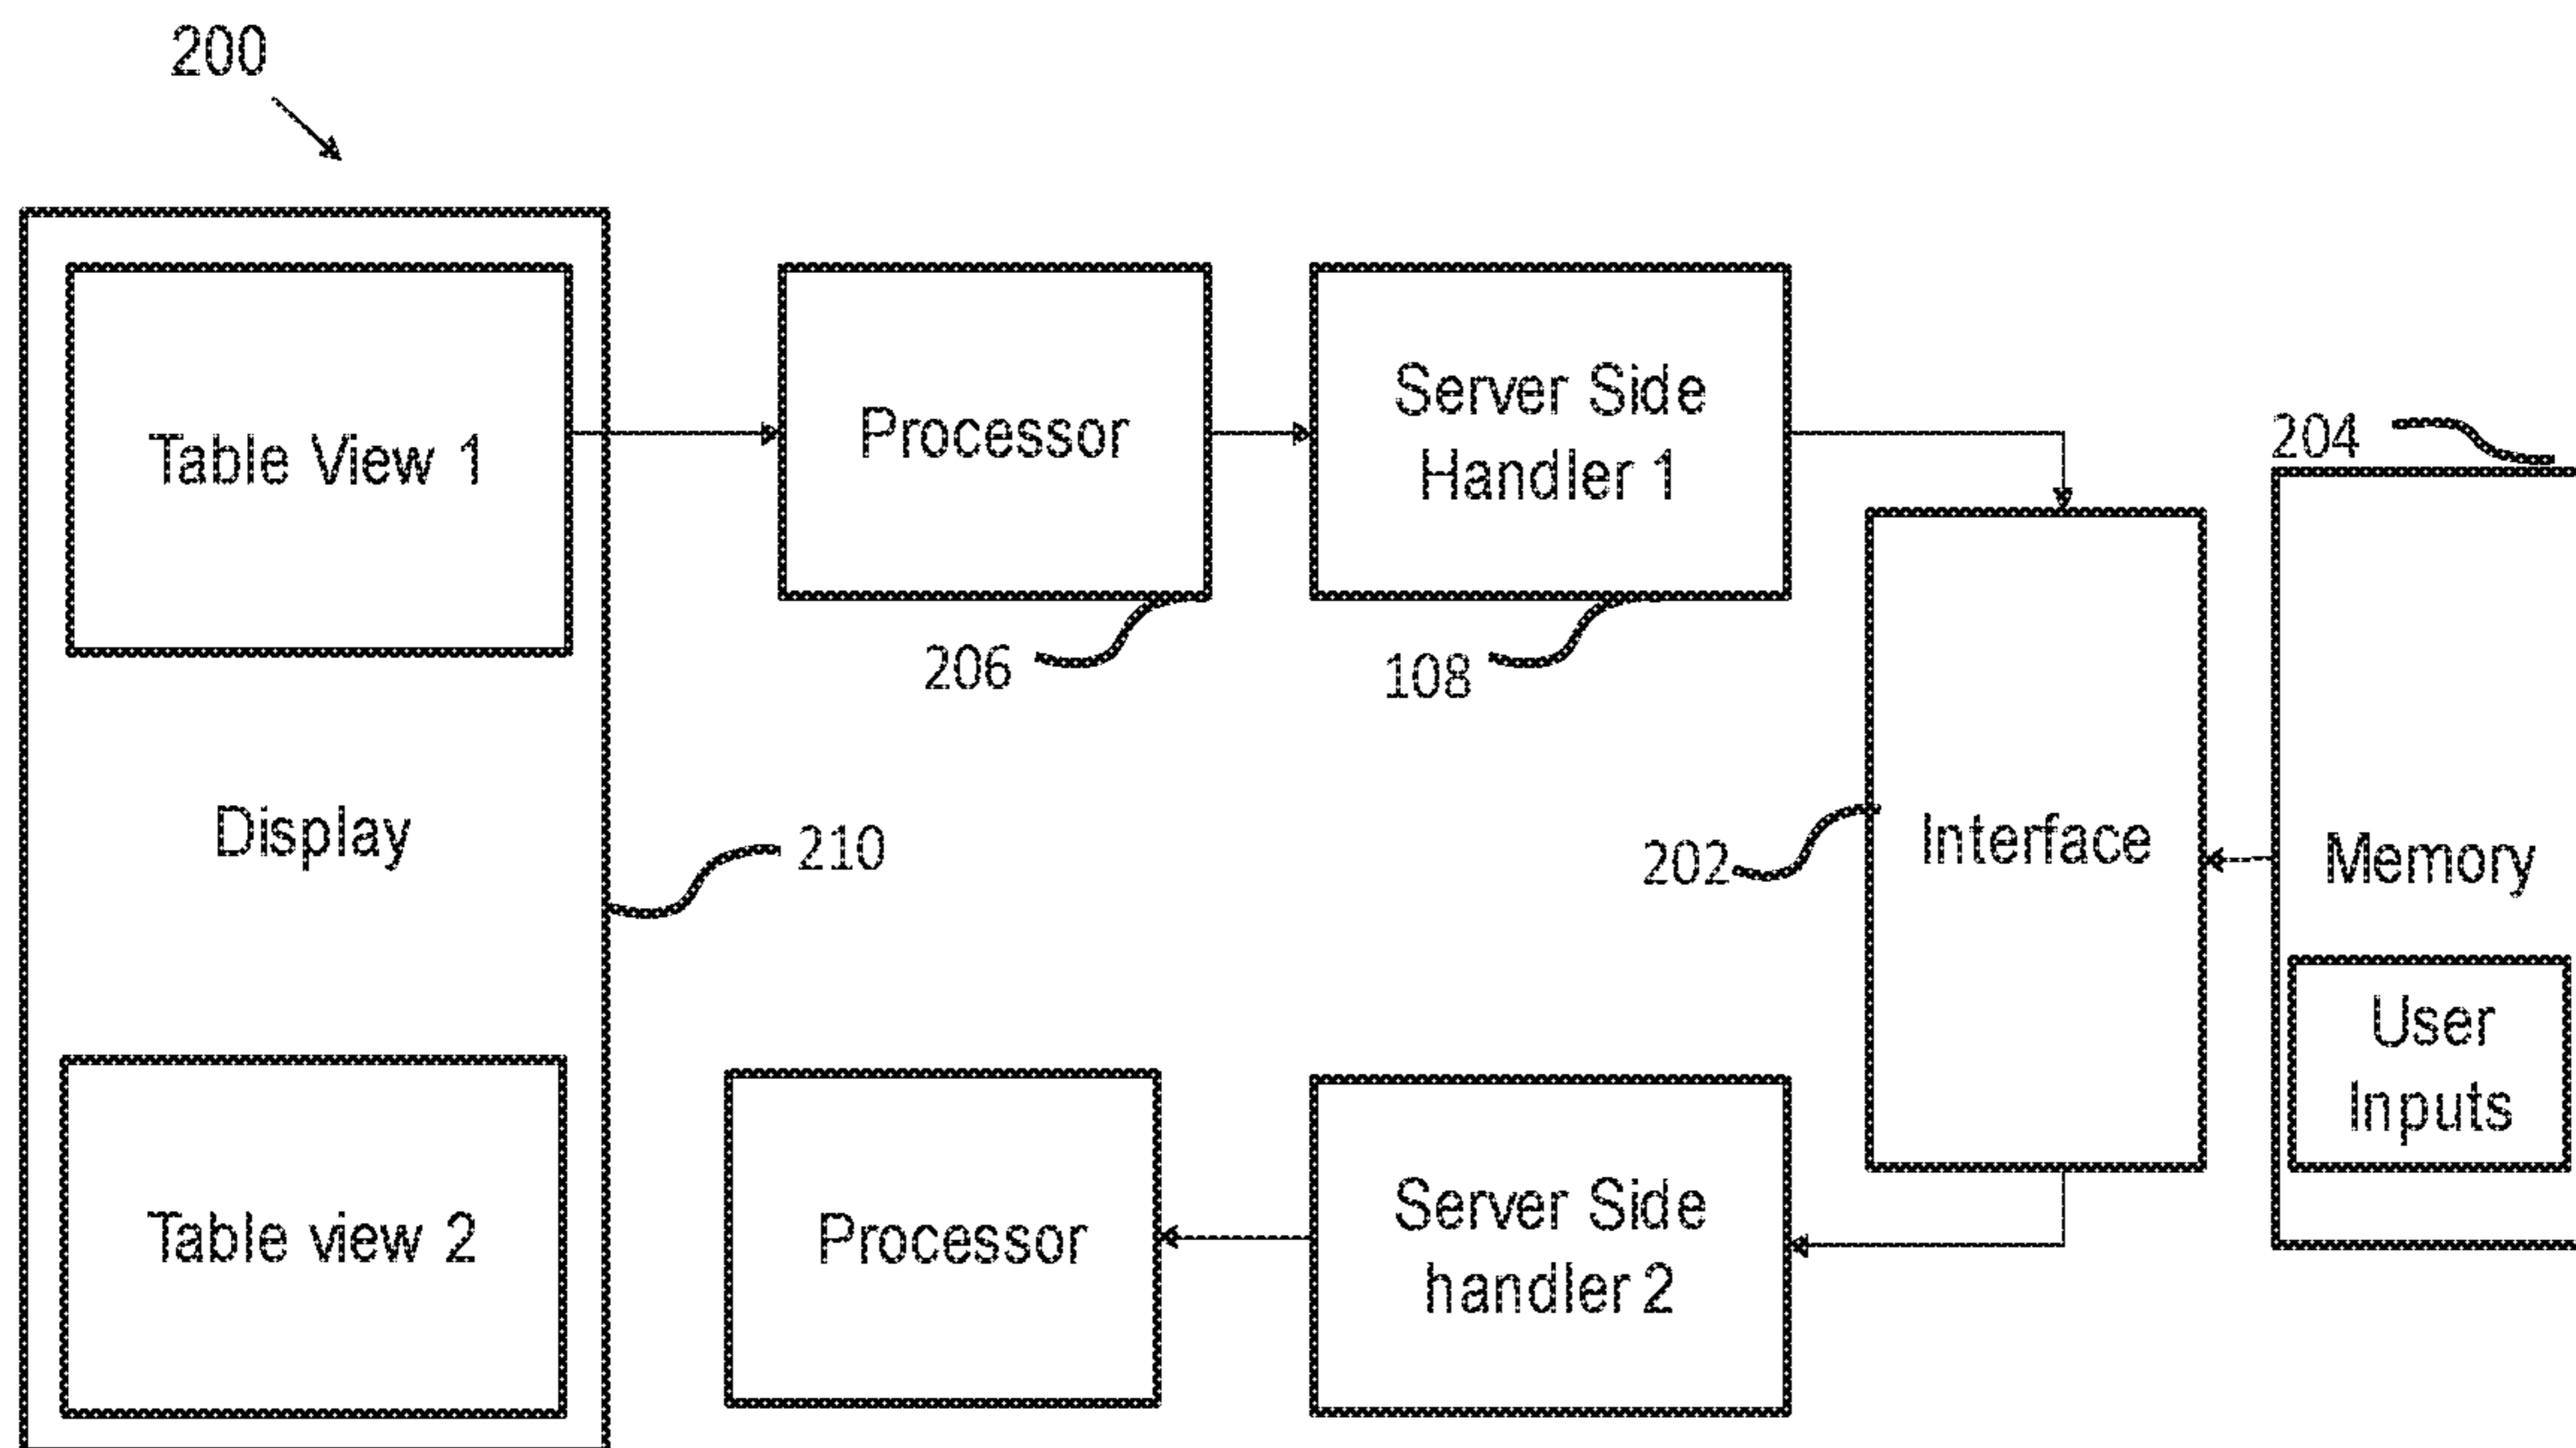 200
Table View 1
Processor
Server Side
Handler 1
204
206
108
Display
210
202
Interface
Memory
User
Inputs
Table view 2
Processor
Server Side
handler 2